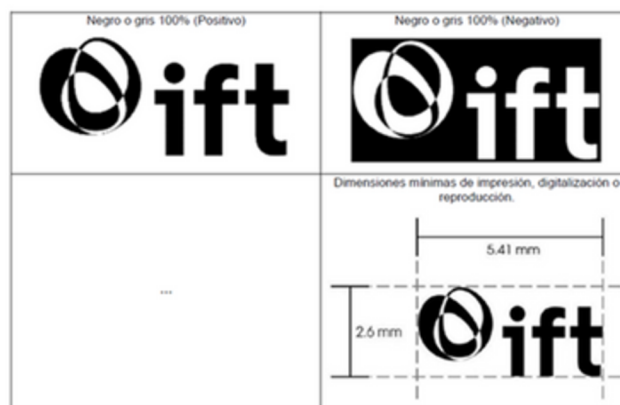 Negro o gris 100% (Positivo)
ift
Negro o gris 100% (Negativo)
ift
...
Dimensiones mínimas de impresión, digitalización o
reproducción.
5.41 mm
2.6 mm
ift